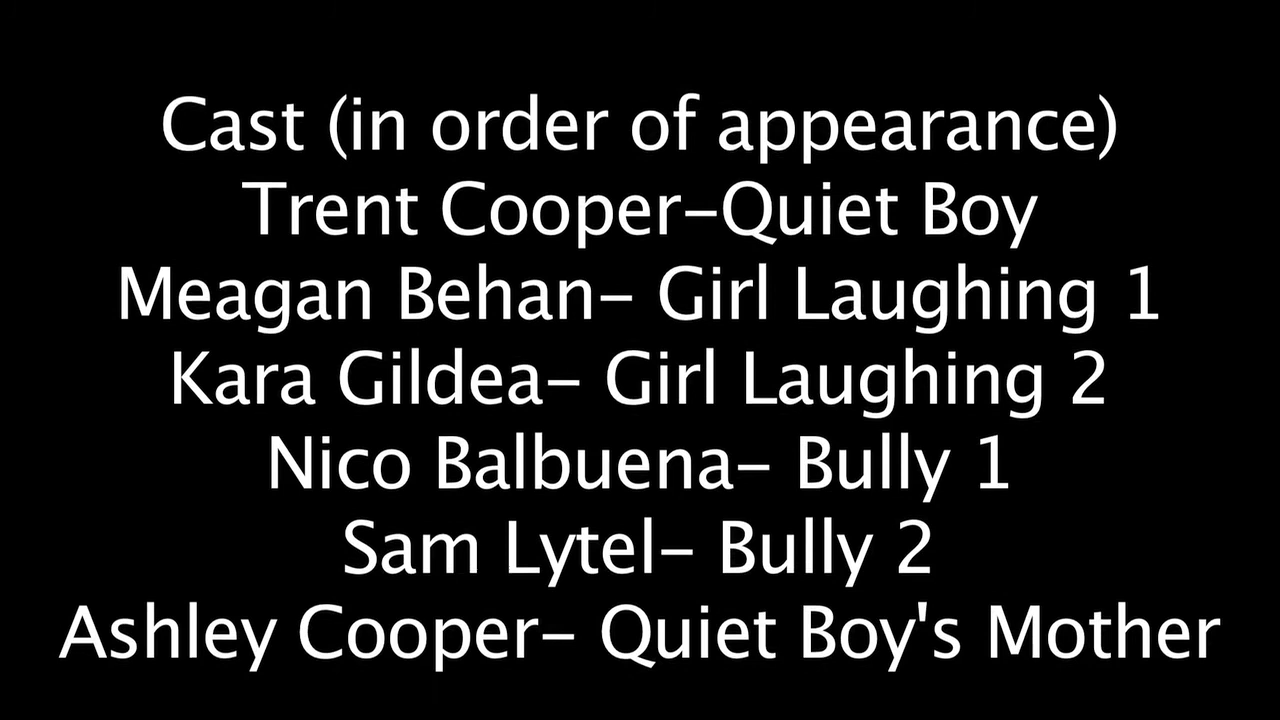 Cast (in order of appearance)
Trent Cooper-Quiet Boy
Meagan Behan- Girl Laughing 1
Kara Gildea- Girl Laughing 2
Nico Balbuena- Bully 1
Sam Lytel- Bully 2
Ashley Cooper- Quiet Boy's Mother